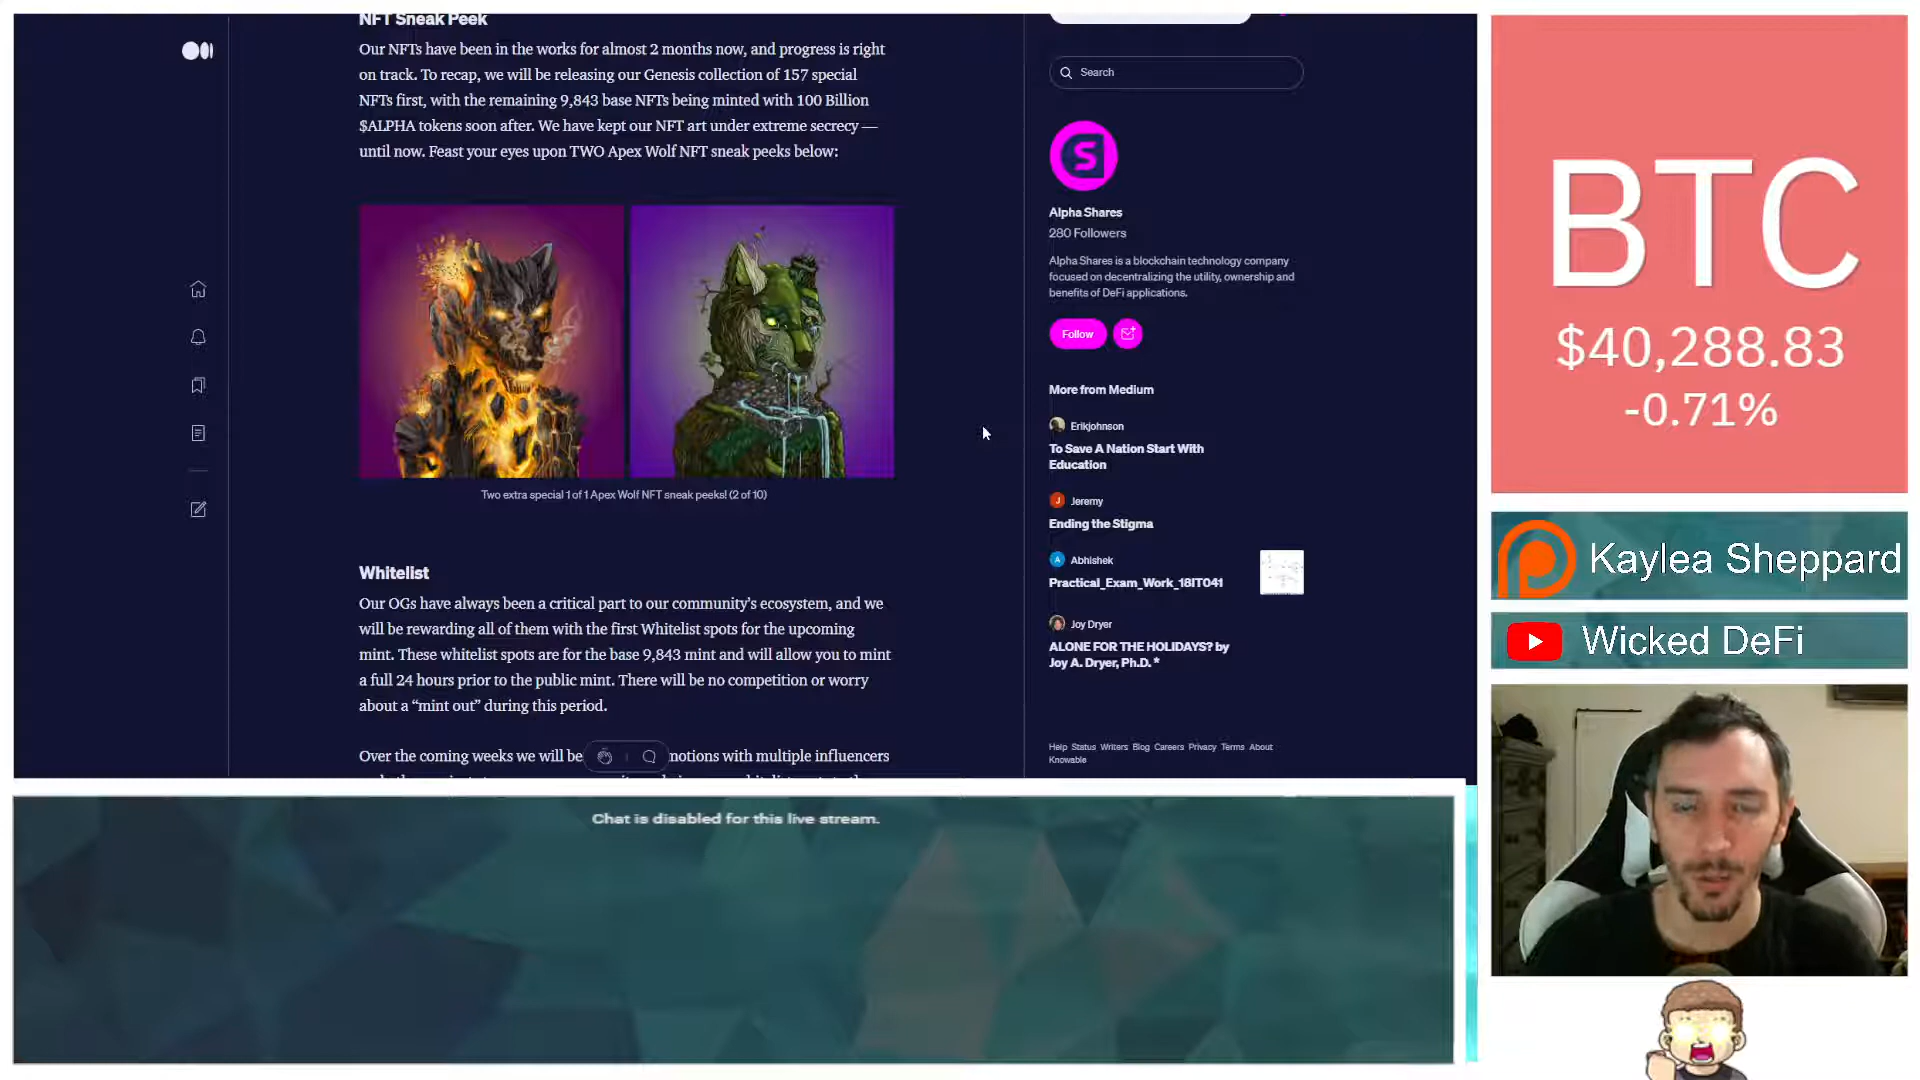 NFT Sneak Peek
Our NFTs have been in the works for almost 2 months now, and progress is right
on track. To recap, we will be releasing our Genesis collection of 157 special
NFTs first, with the remaining 9,843 base NFTs being minted with 100 Billion
$ALPHA tokens soon after. We have kept our NFT art under extreme secrecy —
until now. Feast your eyes upon TWO Apex Wolf NFT sneak peeks below:
Two extra special 1 of 1 Apex Wolf NFT sneak peeks! (2 of 10)
Whitelist
Our OGs have always been a critical part to our community’s ecosystem, and we
will be rewarding all of them with the first Whitelist spots for the upcoming
mint. These whitelist spots are for the base 9,843 mint and will allow you to mint
a full 24 hours prior to the public mint. There will be no competition or worry
about a “mint out” during this period.
Over the coming weeks we will be motions with multiple influencers
Search
S
Alpha Shares
280 Followers
Alpha Shares is a blockchain technology company
focused on decentralizing the utility, ownership and
benefits of DeFi applications.
Follow
More from Medium
Erikjohnson
To Save A Nation Start With
Education
J Jeremy
Ending the Stigma
A Abhishek
Practical_Exam_Work_18IT041
Joy Dryer
ALONE FOR THE HOLIDAYS? by
Joy A. Dryer, Ph.D. *
Help Status Writers Blog Careers Privacy Terms About
Knowable
BTC
$40,288.83
-0.71%
Kaylea Sheppard
Wicked DeFi
Chat is disabled for this live stream.